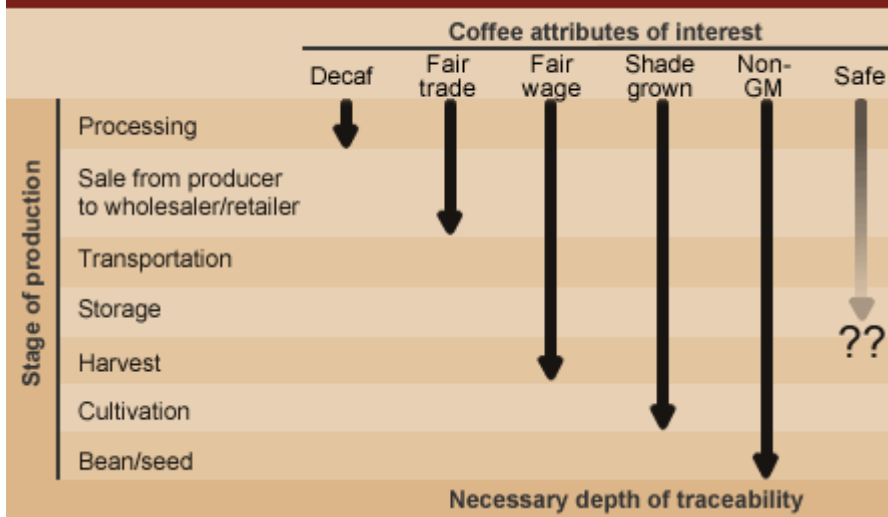 Coffee attributes of interest
Decaf
Fair
trade
Fair
wage
Shade
grown
Non-
GM
Safe
Stage of production
Processing
Sale from producer
to wholesaler/retailer
Transportation
Storage
??
Harvest
Cultivation
Bean/seed
Necessary depth of traceability